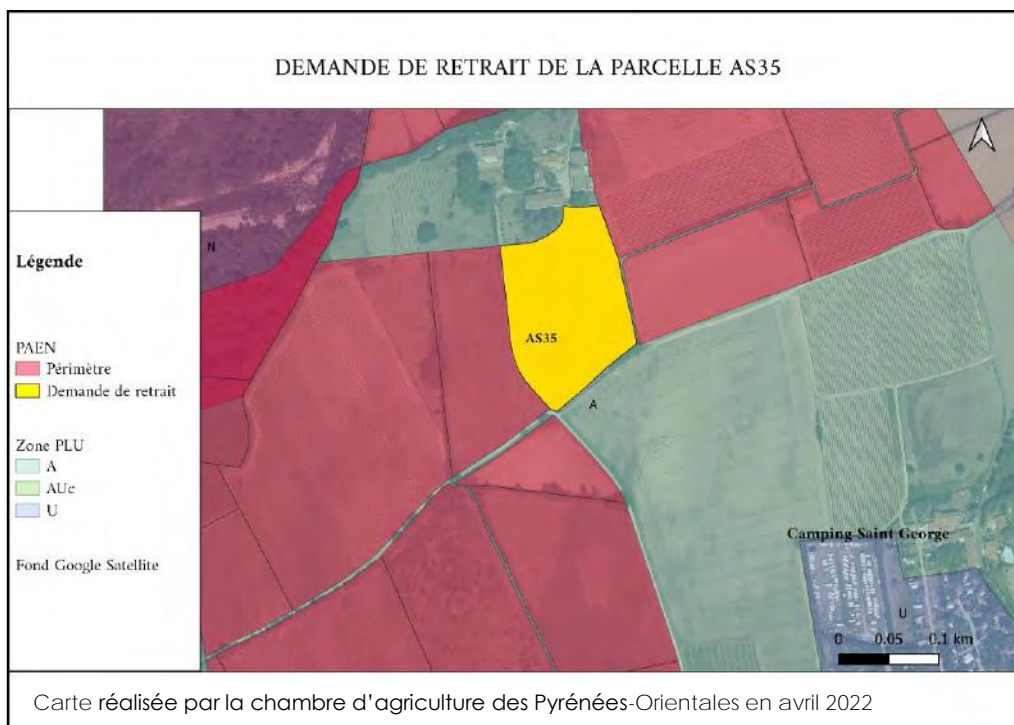 DEMANDE DE RETRAIT DE LA PARCELLE AS35
N
Légende
PAEN
Périmètre
Demande de retrait
AS35
A
Zone PLU
A
AUc
U
Camping Saint George
Fond Google Satellite
U
0 0.05 0.1 km
Carte réalisée par la chambre d'agriculture des Pyrénées-Orientales en avril 2022